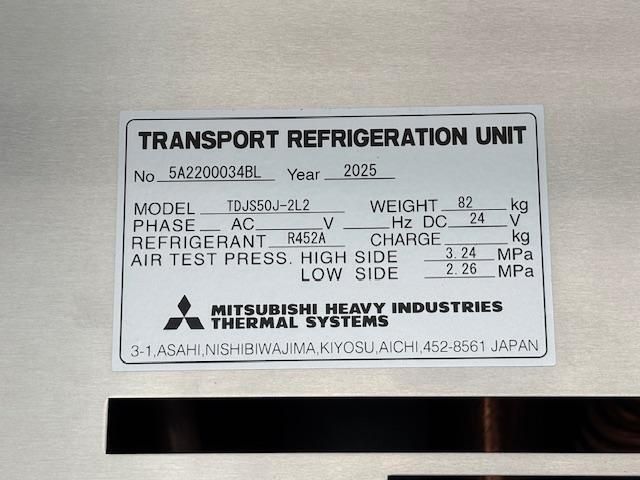 TRANSPORT REFRIGERATION UNIT
No 5A2200034BL Year 2025
MODEL TDJS50J-2L2 WEIGHT 82 kg
PHASE AC V Hz DC 24 V
REFRIGERANT R452A CHARGE kg
AIR TEST PRESS. HIGH SIDE 3.24 MPa
LOW SIDE 2.26 MPa
MITSUBISHI HEAVY INDUSTRIES
THERMAL SYSTEMS
3-1,ASAHI,NISHIBIWAJIMA,KIYOSU,AICHI,452-8561 JAPAN